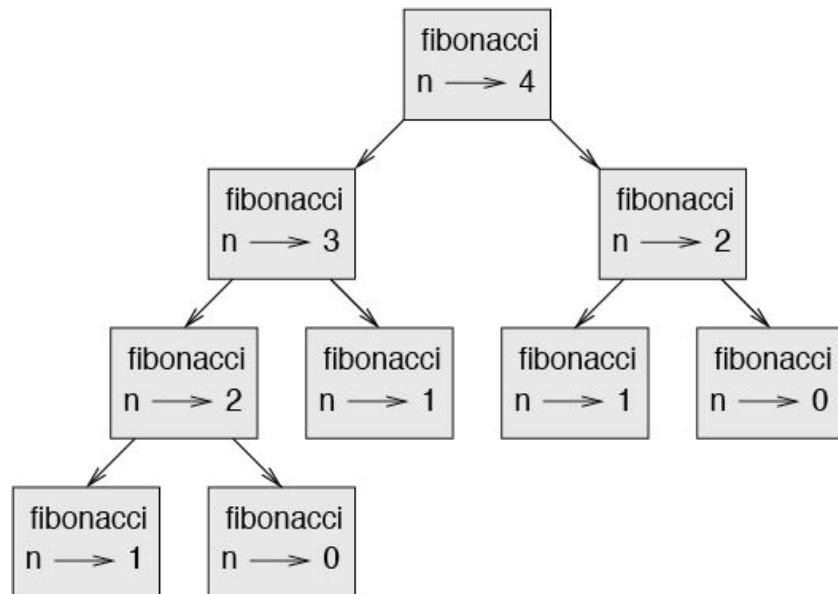 fibonacci
n ⟶ 4
fibonacci
n ⟶ 3
fibonacci
n ⟶ 2
fibonacci
n ⟶ 2
fibonacci
n ⟶ 1
fibonacci
n ⟶ 1
fibonacci
n ⟶ 0
fibonacci
n ⟶ 1
fibonacci
n ⟶ 0